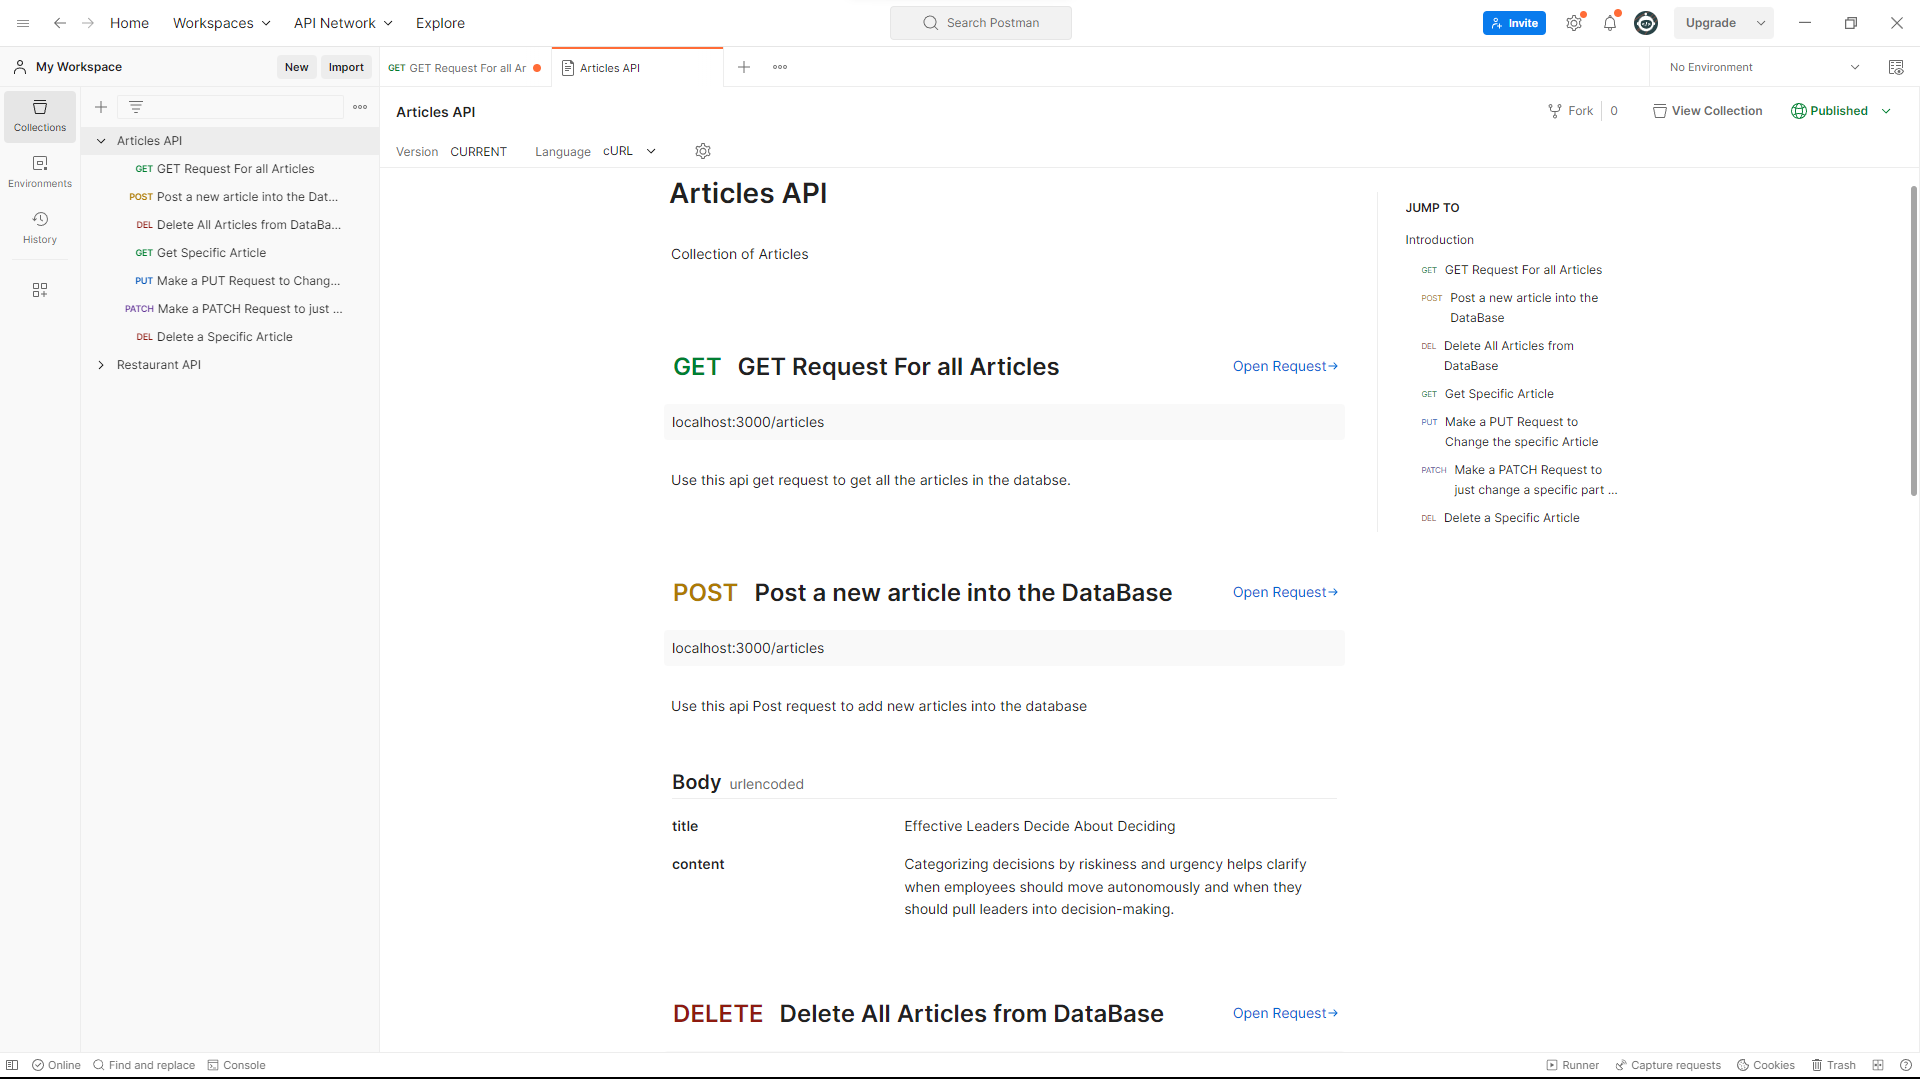 Home Workspaces API Network Explore Search Postman Invite Upgrade
My Workspace New Import GET GET Request For all Ar Articles API No Environment
Collections
Environments
History
Articles API
GET GET Request For all Articles
POST Post a new article into the Dat...
DEL Delete All Articles from DataBa...
GET Get Specific Article
PUT Make a PUT Request to Chang...
PATCH Make a PATCH Request to just ...
DEL Delete a Specific Article
Restaurant API
Articles API Fork 0 View Collection Published
Version CURRENT Language cURL
Articles API
Collection of Articles
GET GET Request For all Articles Open Request→
localhost:3000/articles
Use this api get request to get all the articles in the databse.
POST Post a new article into the DataBase Open Request→
localhost:3000/articles
Use this api Post request to add new articles into the database
Body urlencoded
title Effective Leaders Decide About Deciding
content Categorizing decisions by riskiness and urgency helps clarify
when employees should move autonomously and when they
should pull leaders into decision-making.
DELETE Delete All Articles from DataBase Open Request→
JUMP TO
Introduction
GET GET Request For all Articles
POST Post a new article into the
DataBase
DEL Delete All Articles from
DataBase
GET Get Specific Article
PUT Make a PUT Request to
Change the specific Article
PATCH Make a PATCH Request to
just change a specific part ...
DEL Delete a Specific Article
Online Find and replace Console Runner Capture requests Cookies Trash